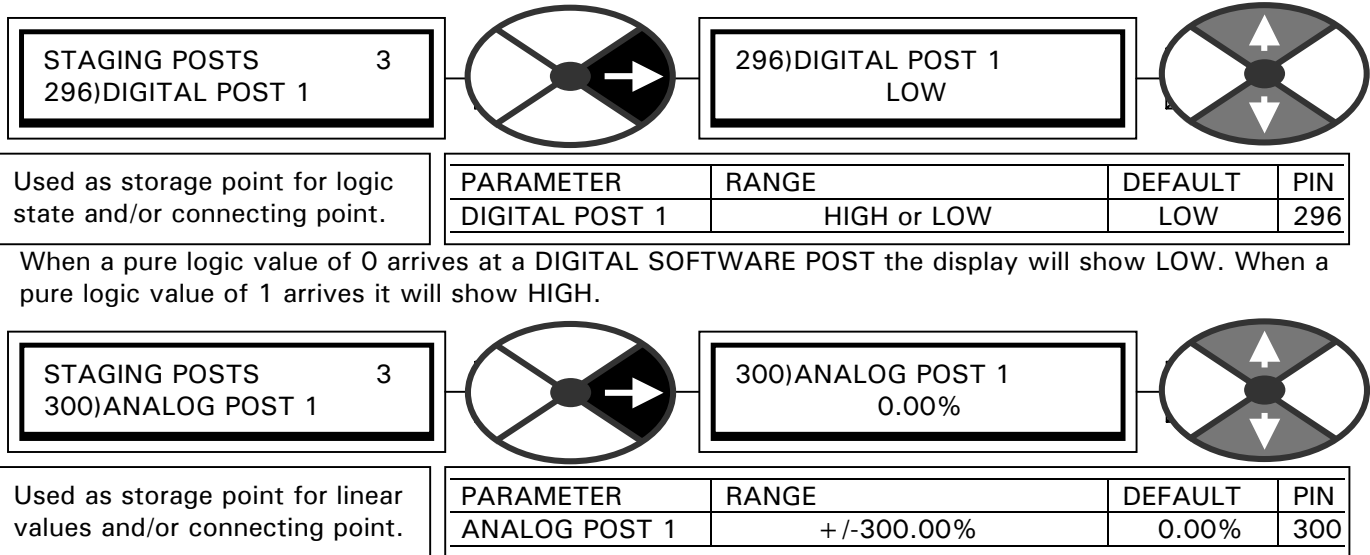 STAGING POSTS 3
296)DIGITAL POST 1
296)DIGITAL POST 1
LOW
Used as storage point for logic
state and/or connecting point.
PARAMETER RANGE DEFAULT PIN
DIGITAL POST 1 HIGH or LOW LOW 296
When a pure logic value of 0 arrives at a DIGITAL SOFTWARE POST the display will show LOW. When a
pure logic value of 1 arrives it will show HIGH.
STAGING POSTS 3
300)ANALOG POST 1
300)ANALOG POST 1
0.00%
Used as storage point for linear
values and/or connecting point.
PARAMETER RANGE DEFAULT PIN
ANALOG POST 1 +/-300.00% 0.00% 300